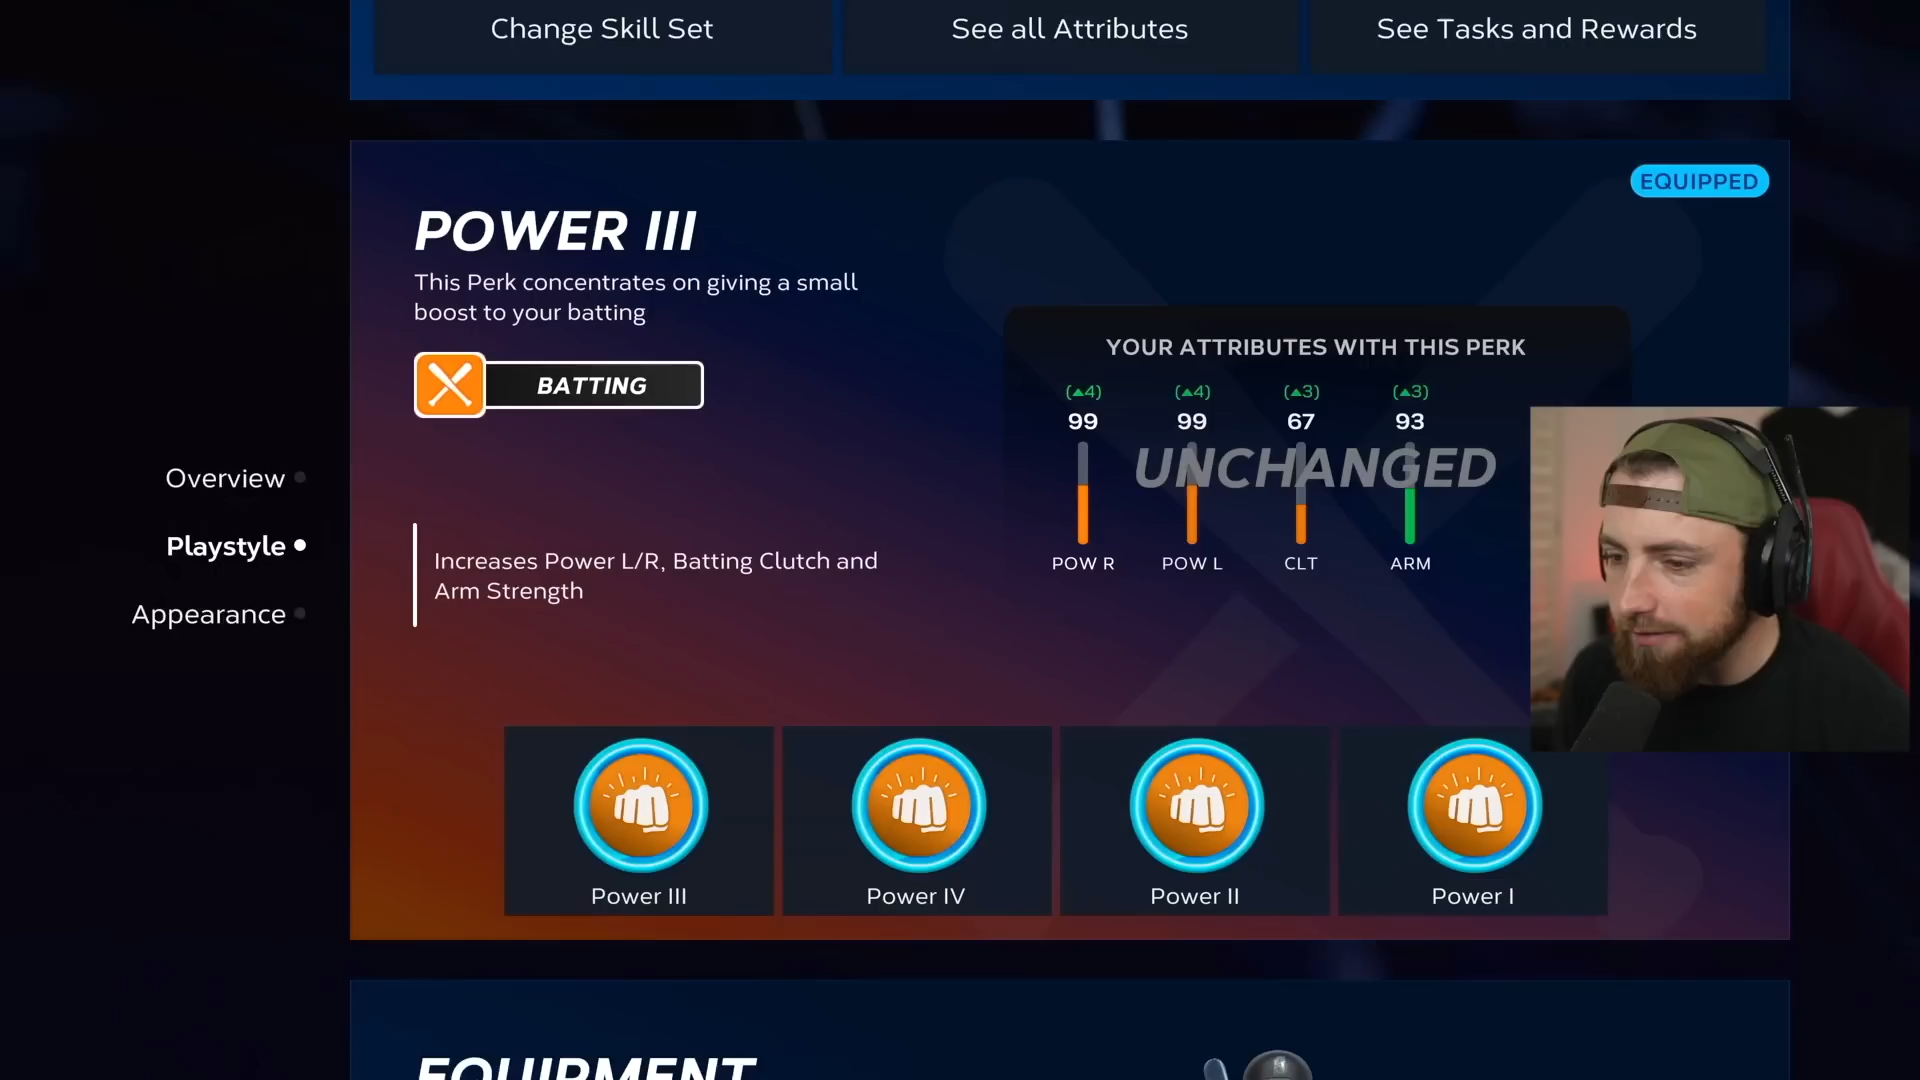 Change Skill Set
See all Attributes
See Tasks and Rewards
EQUIPPED
POWER III
This Perk concentrates on giving a small
boost to your batting
BATTING
YOUR ATTRIBUTES WITH THIS PERK
(▲4) (▲4) (▲3) (▲3)
99 99 67 93
UNCHANGED
POW R POW L CLT ARM
Overview
Playstyle
Appearance
Increases Power L/R, Batting Clutch and
Arm Strength
Power III
Power IV
Power II
Power I
EQUIPMENT